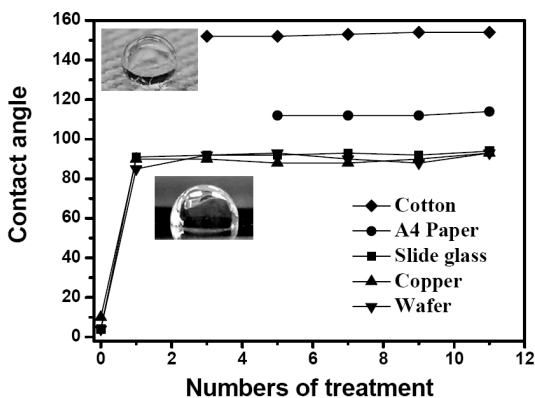 160
140
120
100
80
60
40
20
0
Contact angle
Cotton
A4 Paper
Slide glass
Copper
Wafer
0 2 4 6 8 10 12
Numbers of treatment